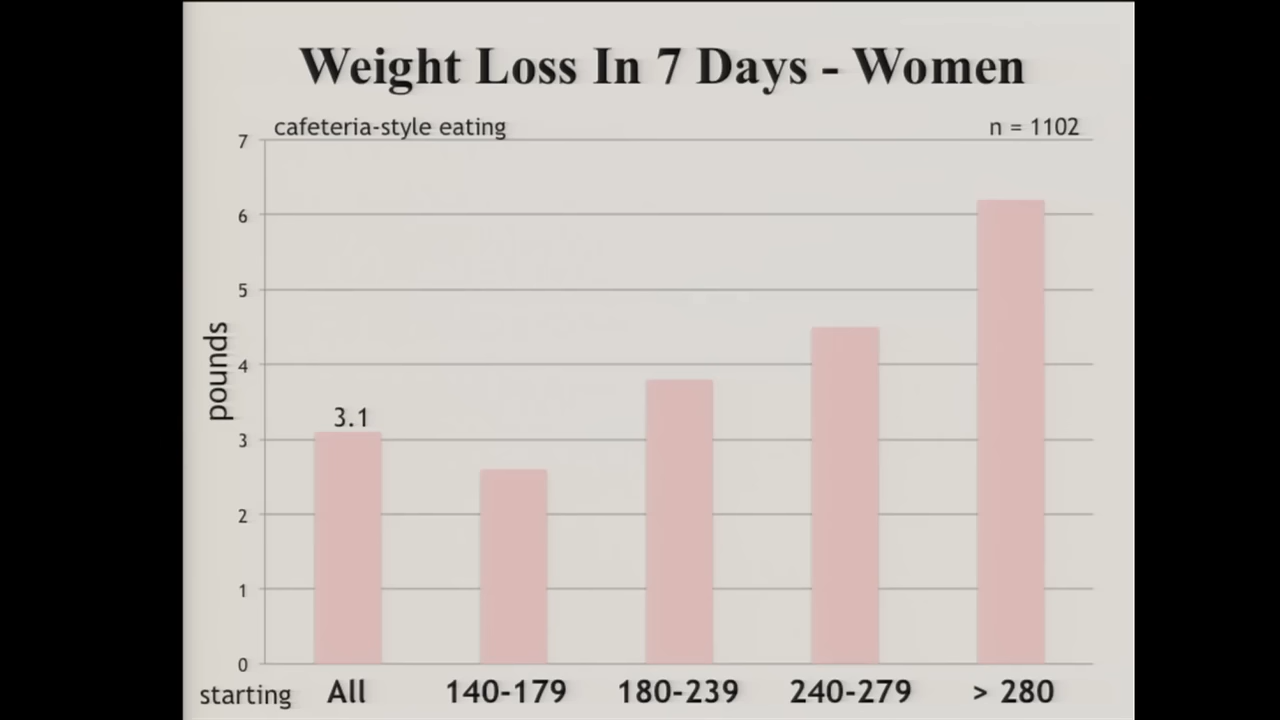 Weight Loss In 7 Days - Women
cafeteria-style eating
n = 1102
7
6
5
4
3
2
1
0
pounds
3.1
starting All 140-179 180-239 240-279 > 280